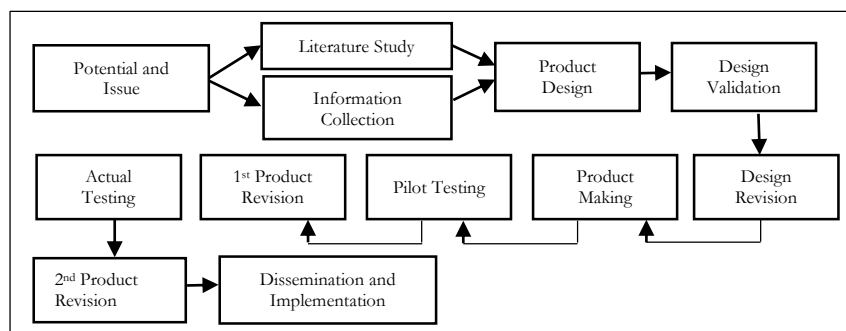 Potential and
Issue
Literature Study
Information
Collection
Product
Design
Design
Validation
Actual
Testing
1st Product
Revision
Pilot Testing
Product
Making
Design
Revision
2nd Product
Revision
Dissemination and
Implementation